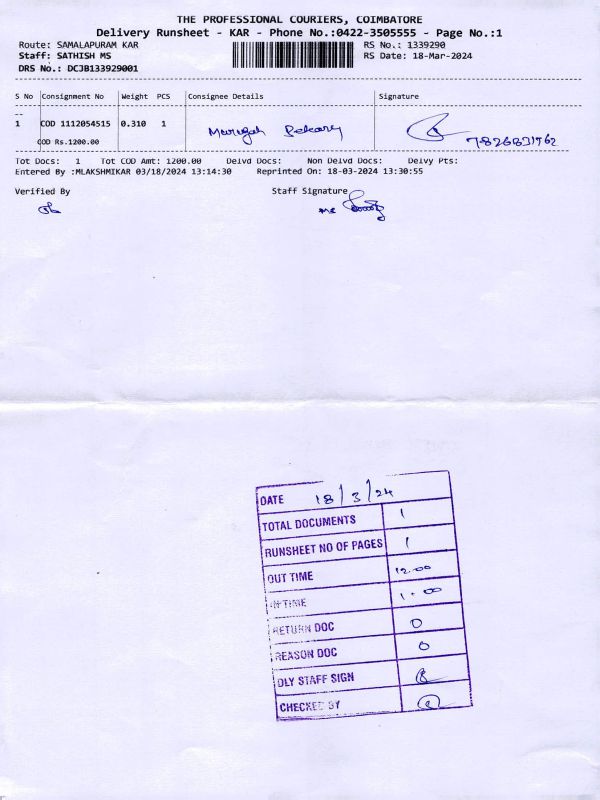 THE PROFESSIONAL COURIERS, COIMBATORE
Delivery Runsheet - KAR - Phone No.:0422-3505555 - Page No.:1
Route: SAMALAPURAM KAR RS No.: 1339290
Staff: SATHISH MS RS Date: 18-Mar-2024
DRS No.: DCJB133929001
S No Consignment No Weight PCS Consignee Details Signature
1 COD 1112054515 0.310 1
COD Rs.1200.00 7826831762
Tot Docs: 1 Tot COD Amt: 1200.00 Delvd Docs: Non Delvd Docs: Delvy Pts:
Entered By :MLAKSHMIKAR 03/18/2024 13:14:30 Reprinted On: 18-03-2024 13:30:55
Verified By Staff Signature
DATE 18/3/24
TOTAL DOCUMENTS 1
RUNSHEET NO OF PAGES 1
OUT TIME 12.00
IN TIME 1.00
RETURN DOC 0
REASON DOC 0
DLY STAFF SIGN
CHECKED BY